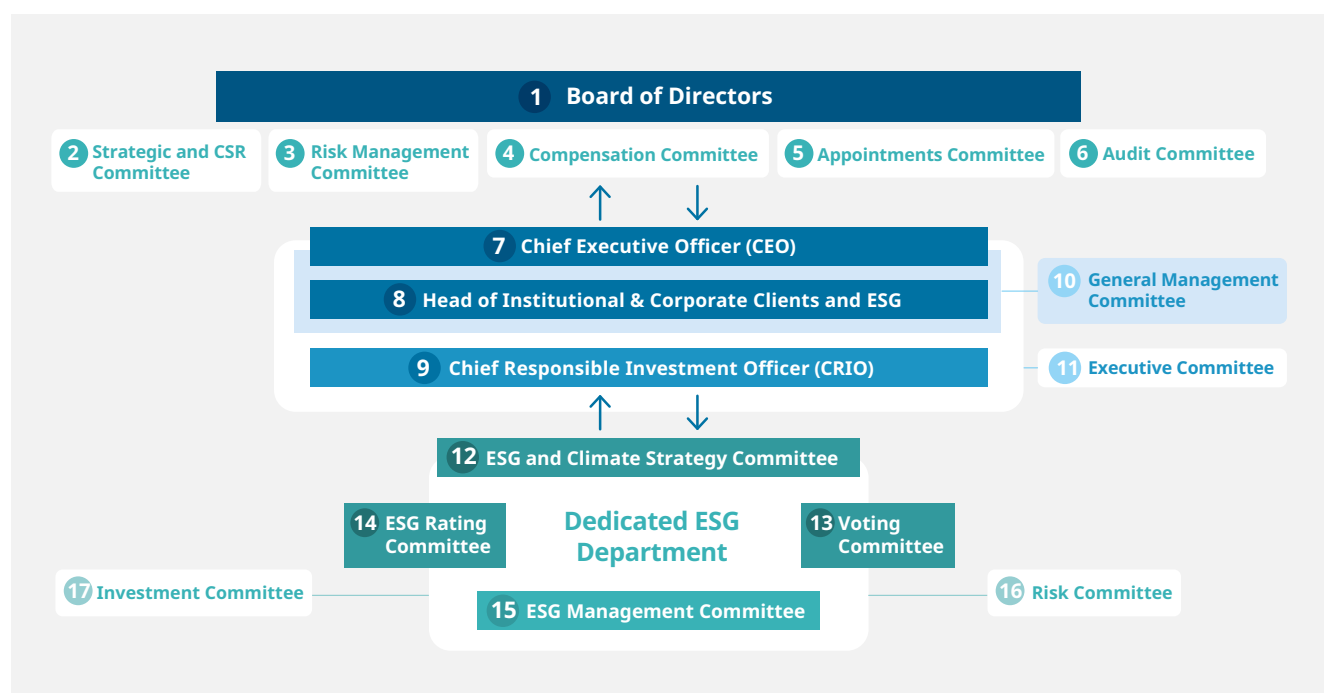 1 Board of Directors
2 Strategic and CSR
Committee
3 Risk Management
Committee
4 Compensation Committee
5 Appointments Committee
6 Audit Committee
7 Chief Executive Officer (CEO)
8 Head of Institutional & Corporate Clients and ESG
10 General Management
Committee
9 Chief Responsible Investment Officer (CRIO)
11 Executive Committee
12 ESG and Climate Strategy Committee
14 ESG Rating
Committee
Dedicated ESG
Department
13 Voting
Committee
17 Investment Committee
15 ESG Management Committee
16 Risk Committee